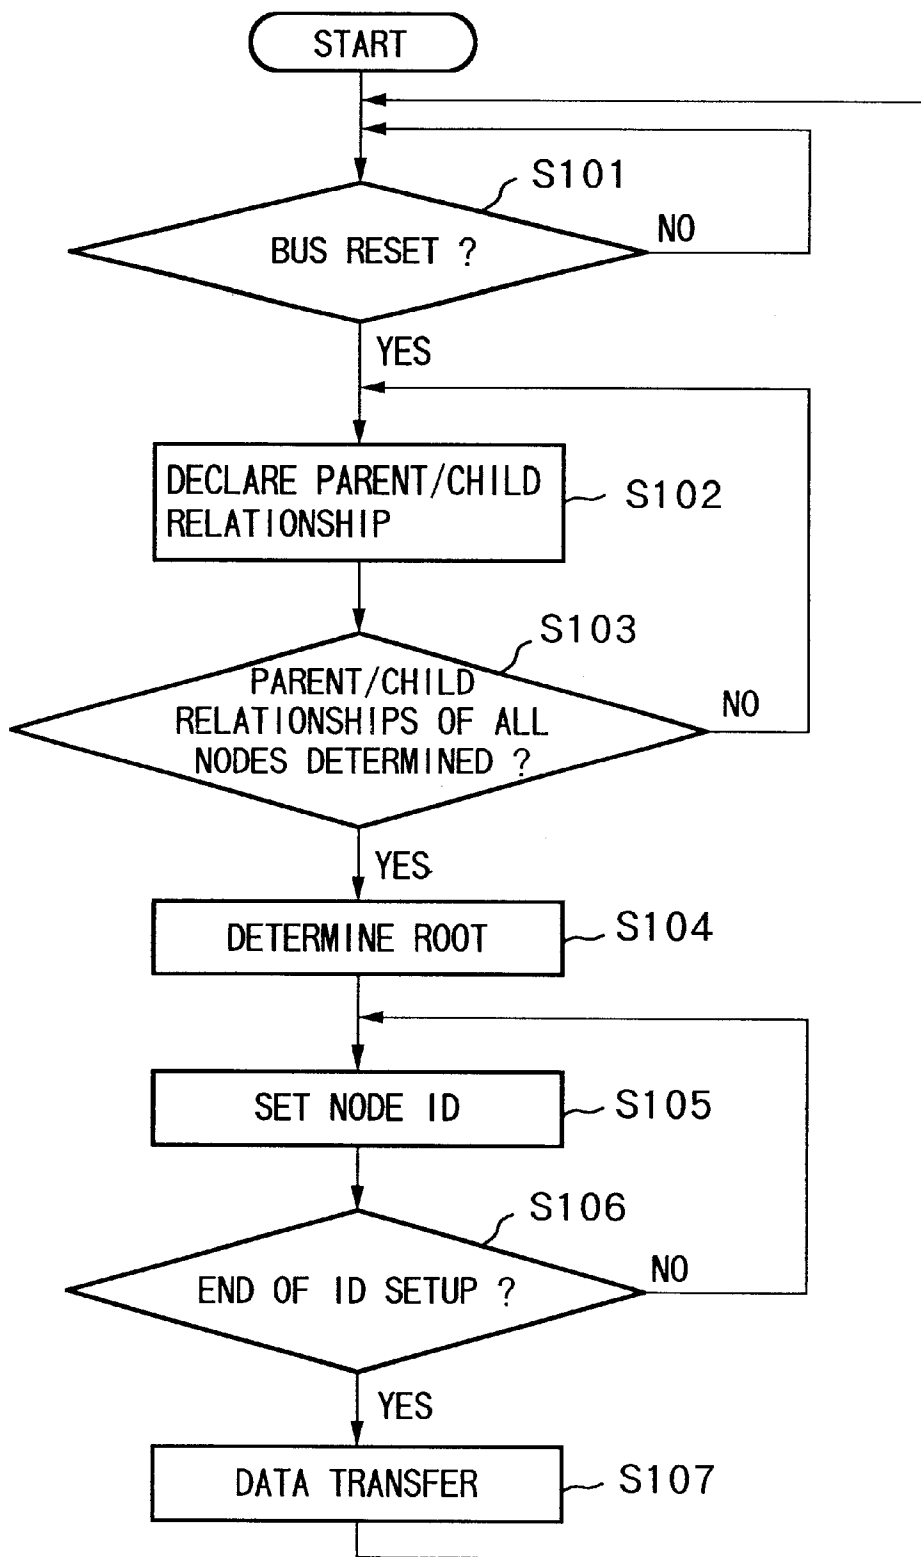 START
S101
BUS RESET ?
NO
YES
DECLARE PARENT/CHILD
RELATIONSHIP
S102
S103
PARENT/CHILD
RELATIONSHIPS OF ALL
NODES DETERMINED ?
NO
YES
DETERMINE ROOT
S104
SET NODE ID
S105
S106
END OF ID SETUP ?
NO
YES
DATA TRANSFER
S107